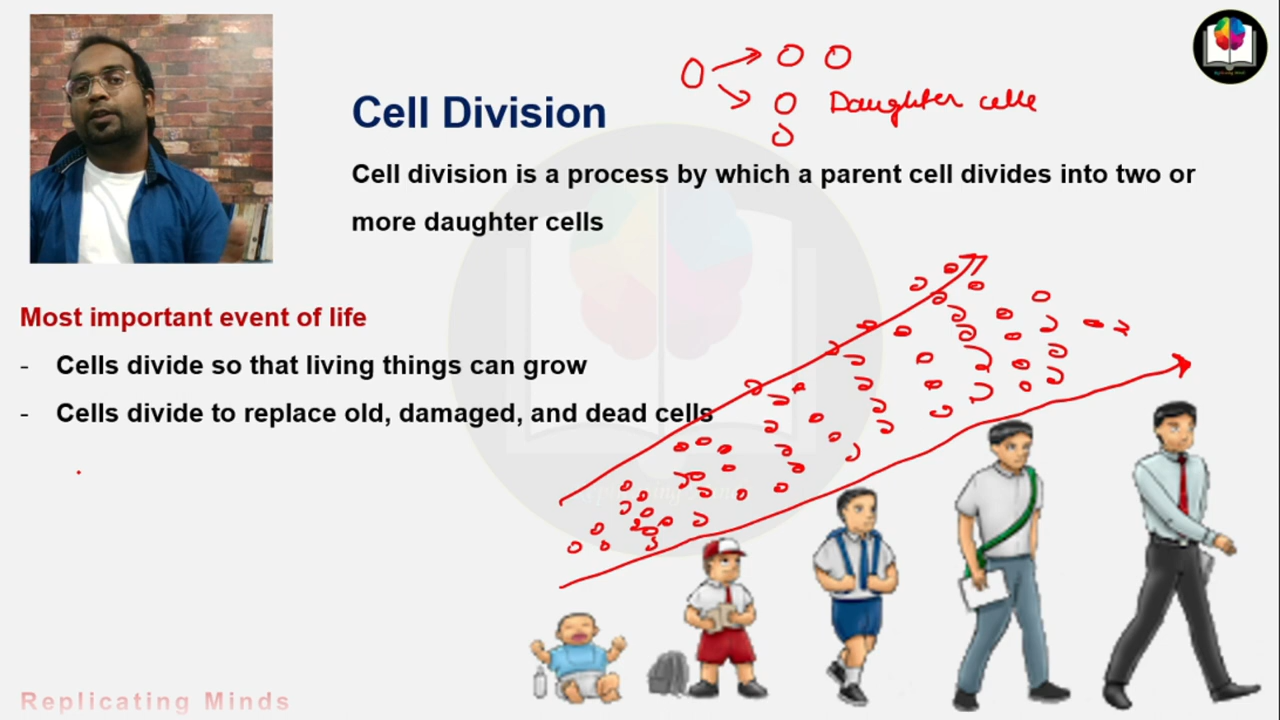 Cell Division
Daughter cells
Cell division is a process by which a parent cell divides into two or
more daughter cells
Most important event of life
- Cells divide so that living things can grow
- Cells divide to replace old, damaged, and dead cells
Replicating Minds